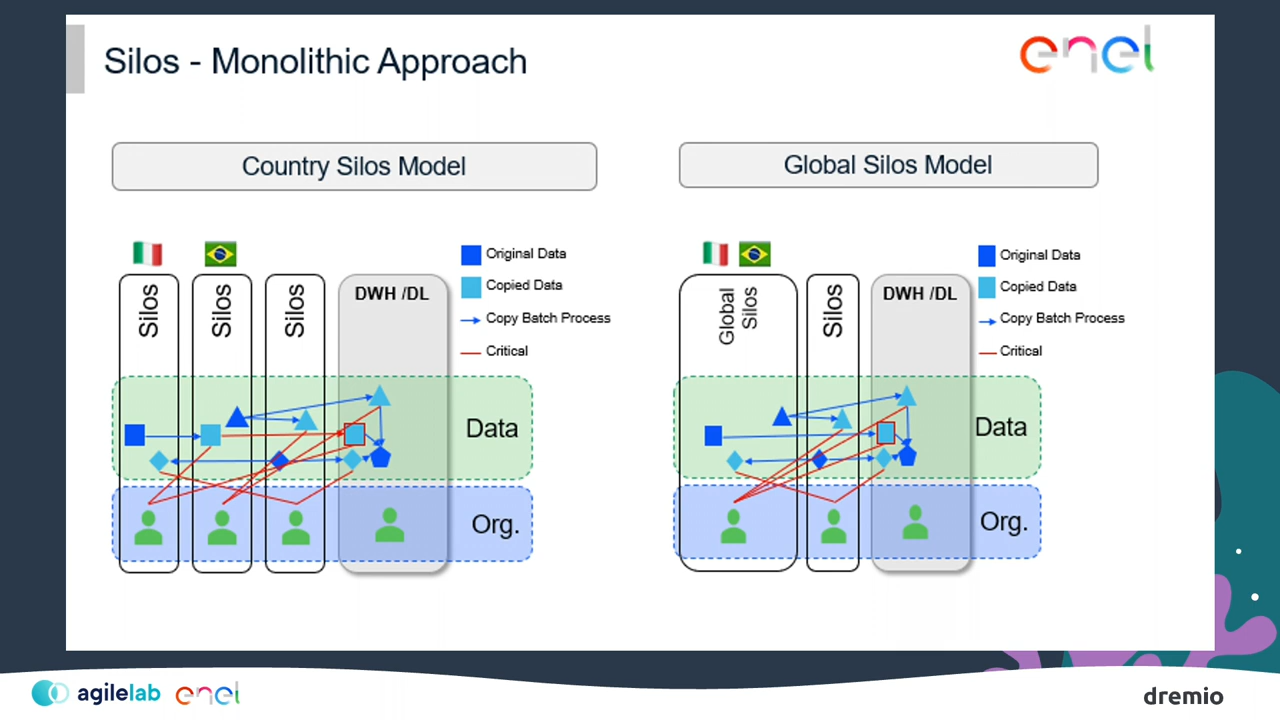 Silos - Monolithic Approach
enel
Country Silos Model
Global Silos Model
Silos
Silos
Silos
DWH /DL
Original Data
Copied Data
Copy Batch Process
Critical
Data
Org.
Global
Silos
Silos
DWH /DL
Original Data
Copied Data
Copy Batch Process
Critical
Data
Org.
agilelab
enel
dremio